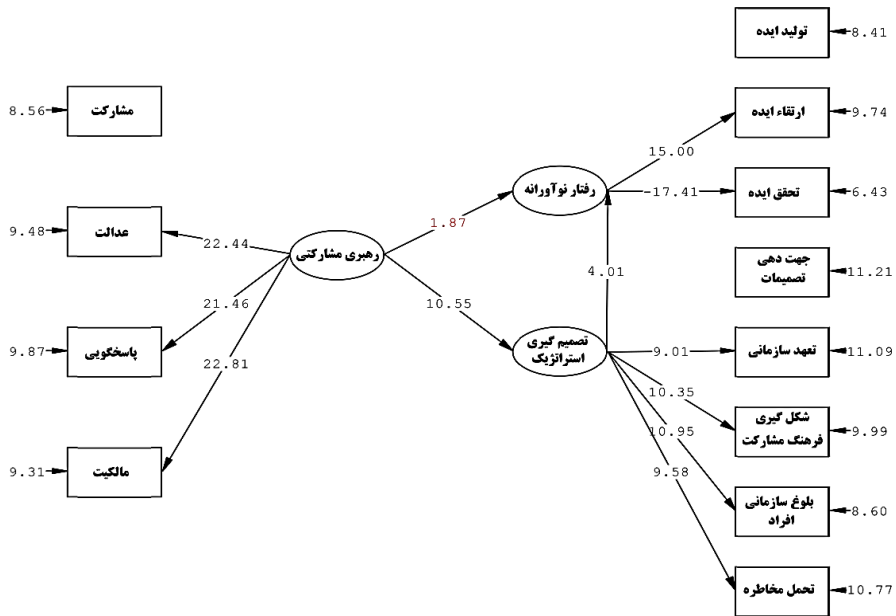 تولید ایده
8.41
8.56
مشارکت
ارتقاء ایده
9.74
15.00
رفتار نوآورانه
-17.41
تحقق ایده
6.43
9.48
عدالت
22.44
رهبری مشارکتی
1.87
جهت دهی
تصمیمات
11.21
4.01
21.46
10.55
9.87
پاسخگویی
22.81
تصمیم گیری
استراتژیک
9.01
تعهد سازمانی
11.09
10.35
شکل گیری
فرهنگ مشارکت
9.99
10.95
9.31
مالکیت
9.58
بلوغ سازمانی
افراد
8.60
تحمل مخاطره
10.77